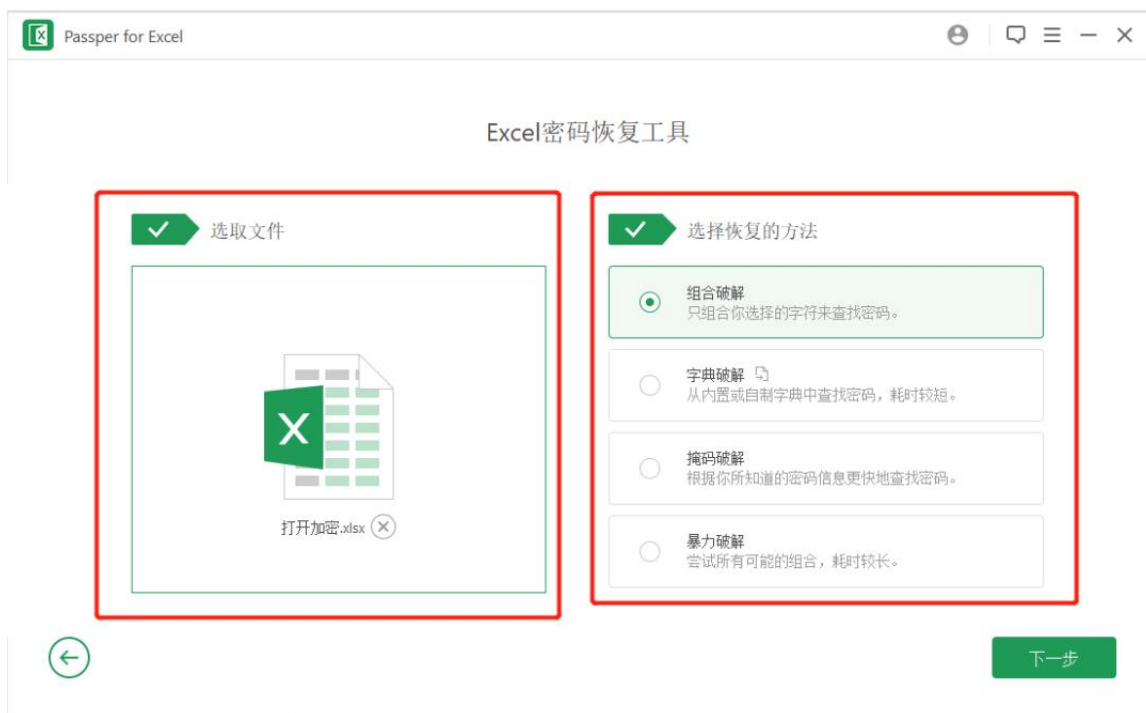 Passper for Excel
Excel密码恢复工具
选取文件
X
打开加密.xlsx
选择恢复的方法
组合破解
只组合你选择的字符来查找密码。
字典破解
从内置或自制字典中查找密码，耗时较短。
掩码破解
根据你所知道的密码信息更快地查找密码。
暴力破解
尝试所有可能的组合，耗时较长。
下一步